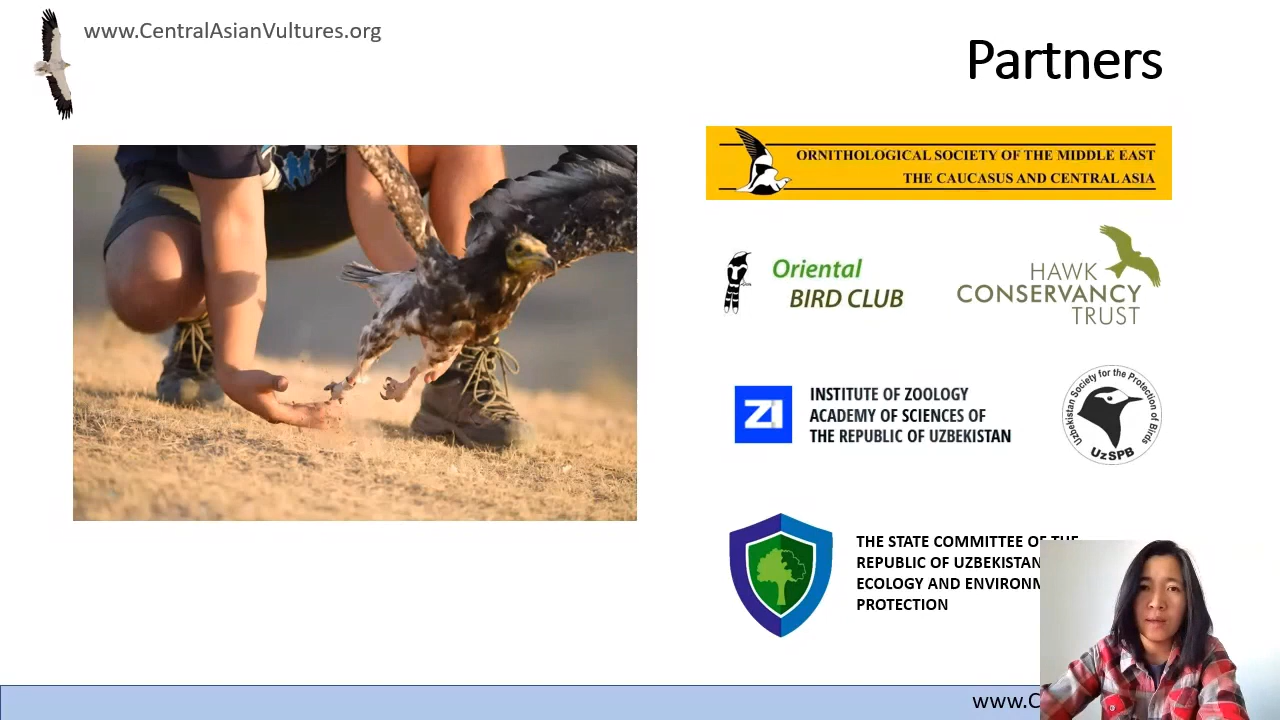 www.CentralAsianVultures.org
Partners
ORNITHOLOGICAL SOCIETY OF THE MIDDLE EAST
THE CAUCASUS AND CENTRAL ASIA
Oriental
BIRD CLUB
HAWK
CONSERVANCY
TRUST
ZI
INSTITUTE OF ZOOLOGY
ACADEMY OF SCIENCES OF
THE REPUBLIC OF UZBEKISTAN
Uzbekistan Society for the Protection of Birds
UzSPB
THE STATE COMMITTEE OF THE
REPUBLIC OF UZBEKISTAN
ECOLOGY AND
PROTECTION